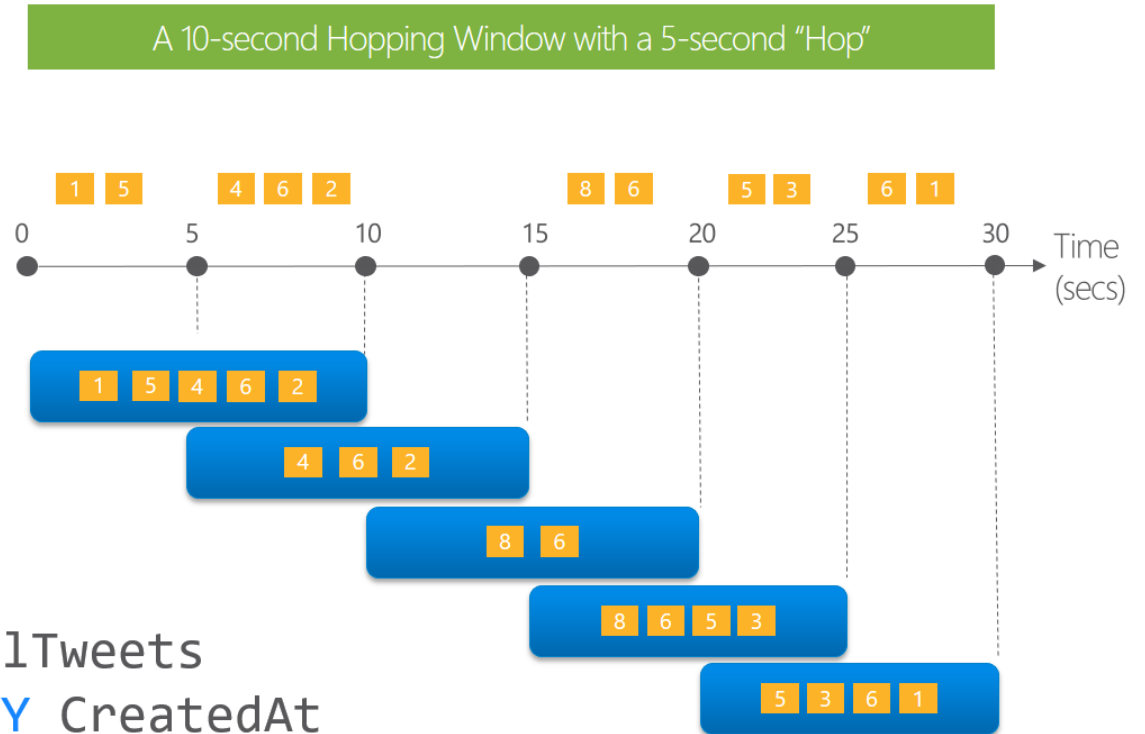 A 10-second Hopping Window with a 5-second “Hop”
1 5 4 6 2 8 6 5 3 6 1
0 5 10 15 20 25 30
Time
(secs)
1 5 4 6 2
4 6 2
8 6
8 6 5 3
5 3 6 1
lTweets
Y CreatedAt